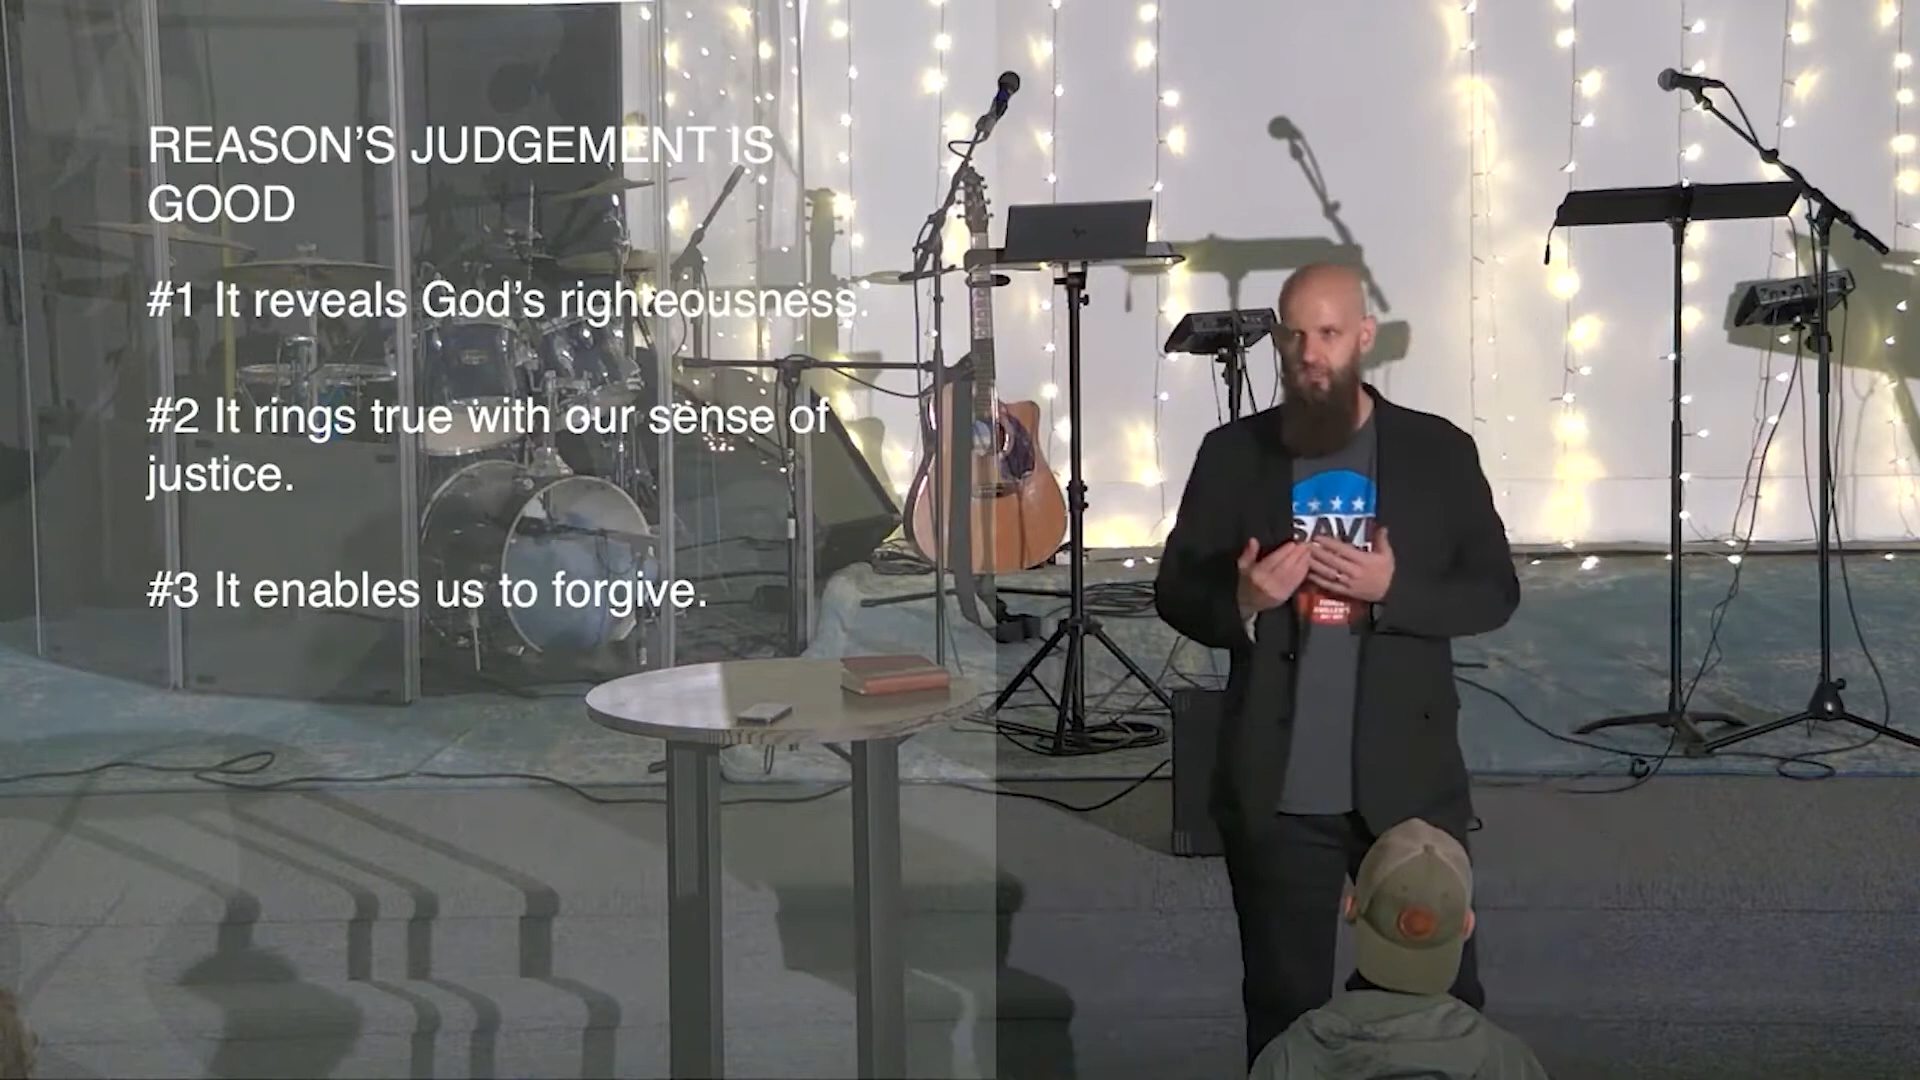 REASON’S JUDGEMENT IS
GOOD
#1 It reveals God’s righteousness.
#2 It rings true with our sense of
justice.
#3 It enables us to forgive.
SAVE